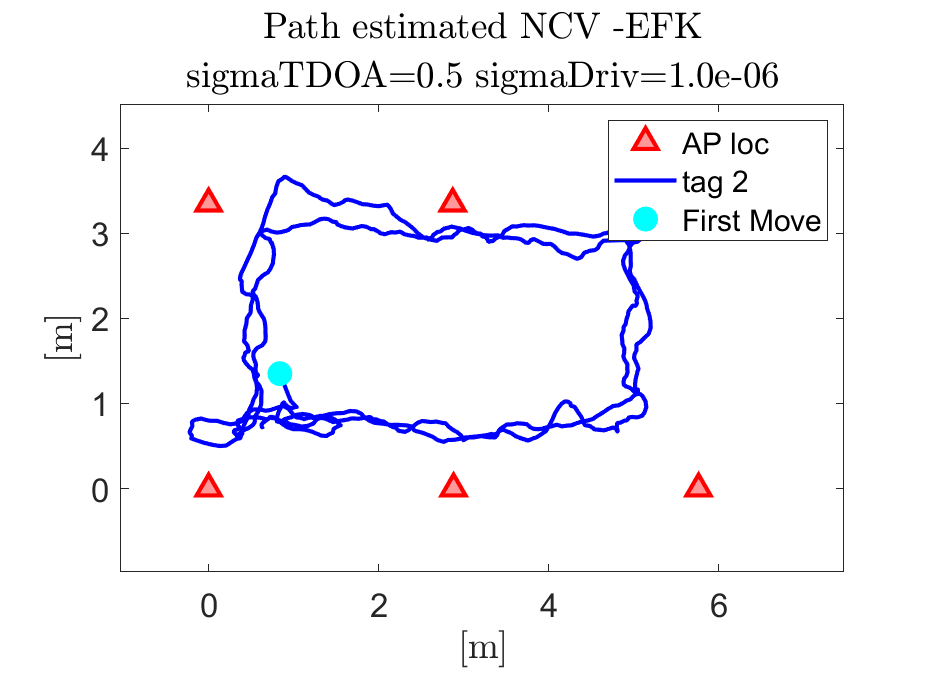 Path estimated NCV -EFK
sigmaTDOA=0.5 sigmaDriv=1.0e-06
AP loc
tag 2
First Move
4
3
2
1
0
[m]
0 2 4 6
[m]